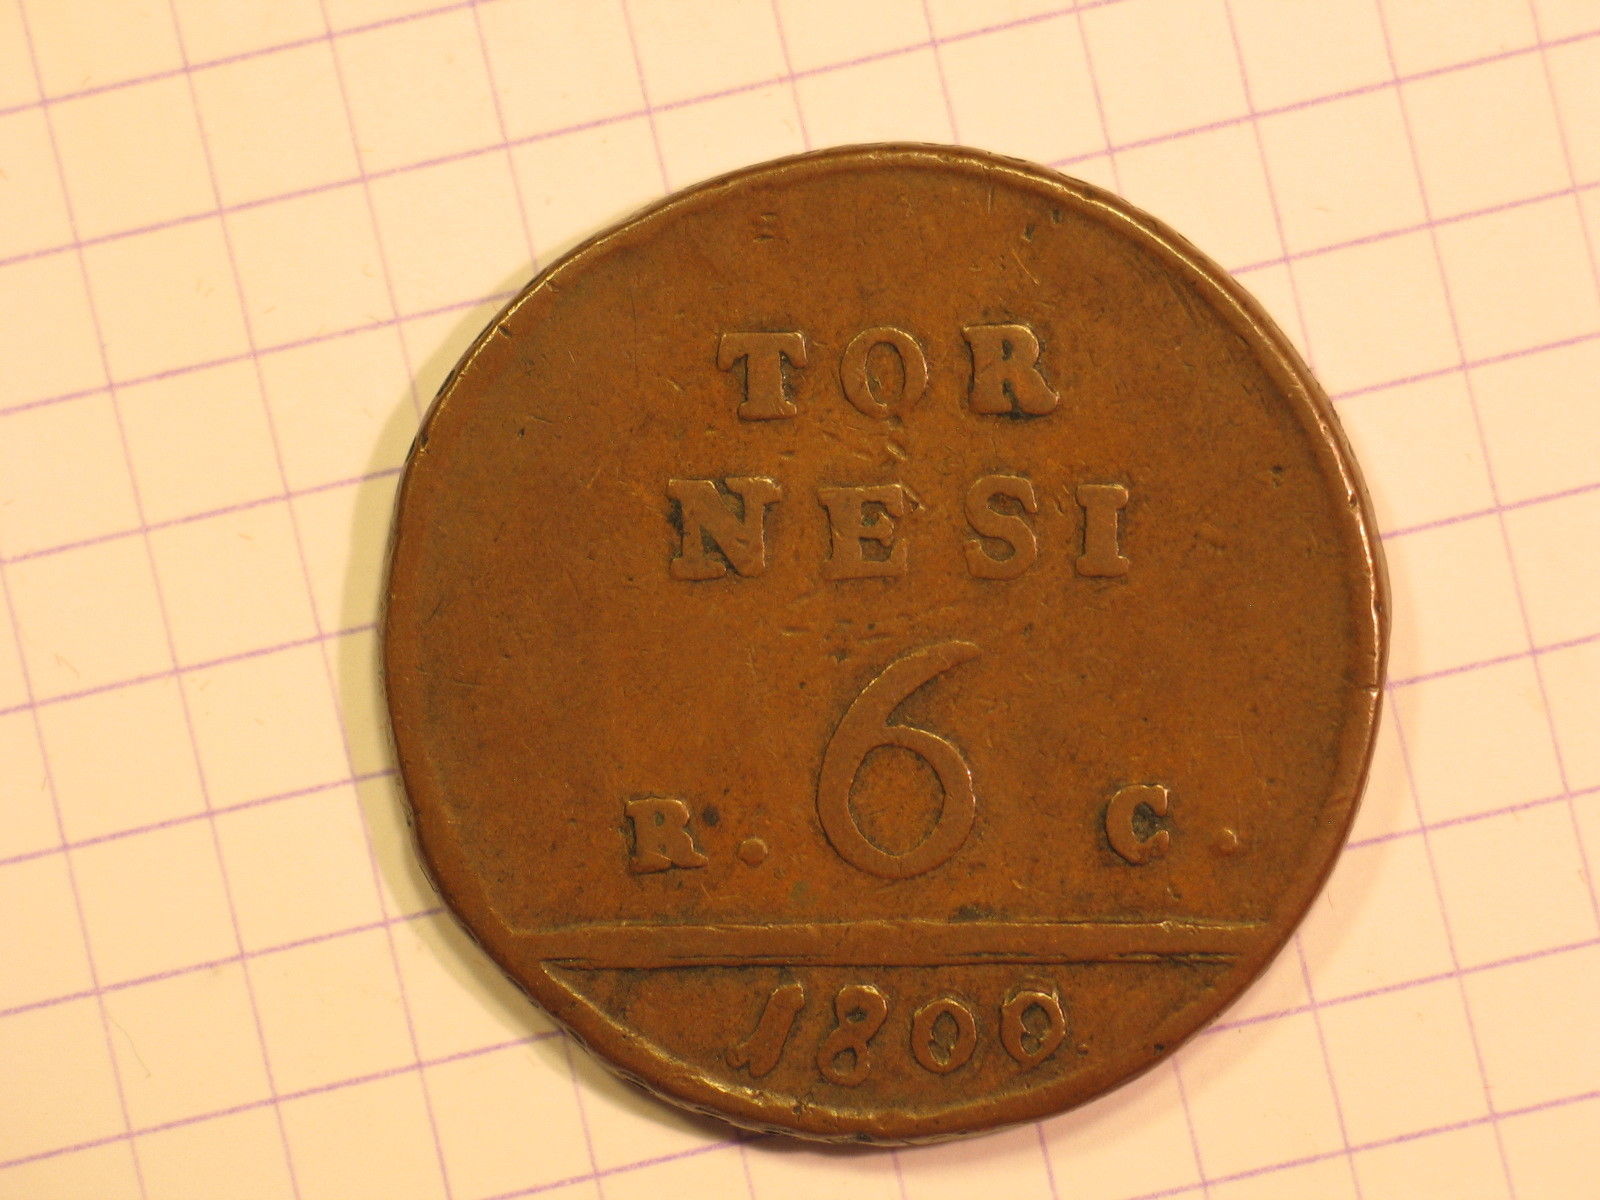 TOR
NESI
6
R. C.
1800